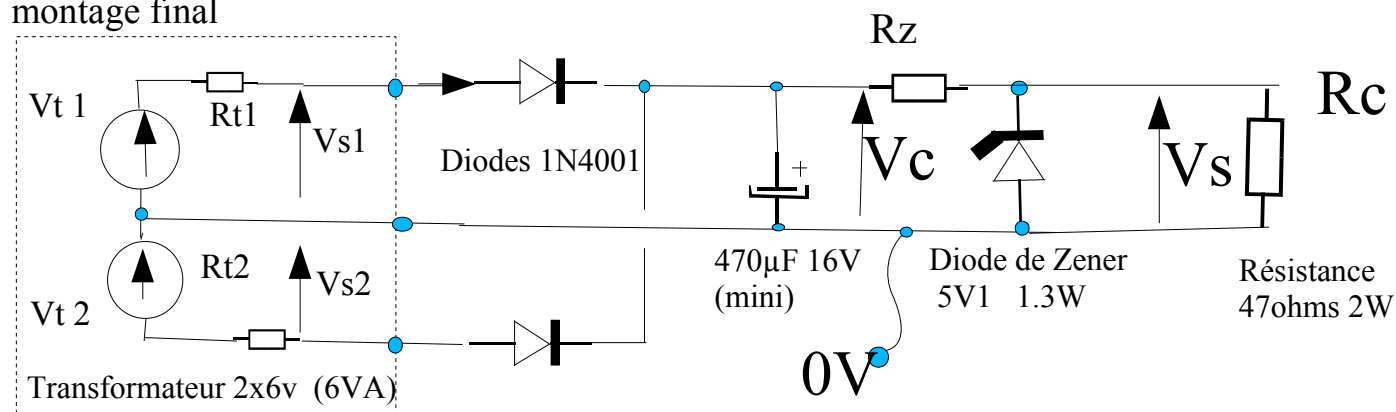 montage final
Rz
Vt 1
Rt1
Vs1
Diodes 1N4001
+
Vc
Vs
Rc
Rt2
Vs2
Vt 2
470µF 16V
(mini)
Diode de Zener
5V1 1.3W
Résistance
47ohms 2W
0V
Transformateur 2x6v (6VA)